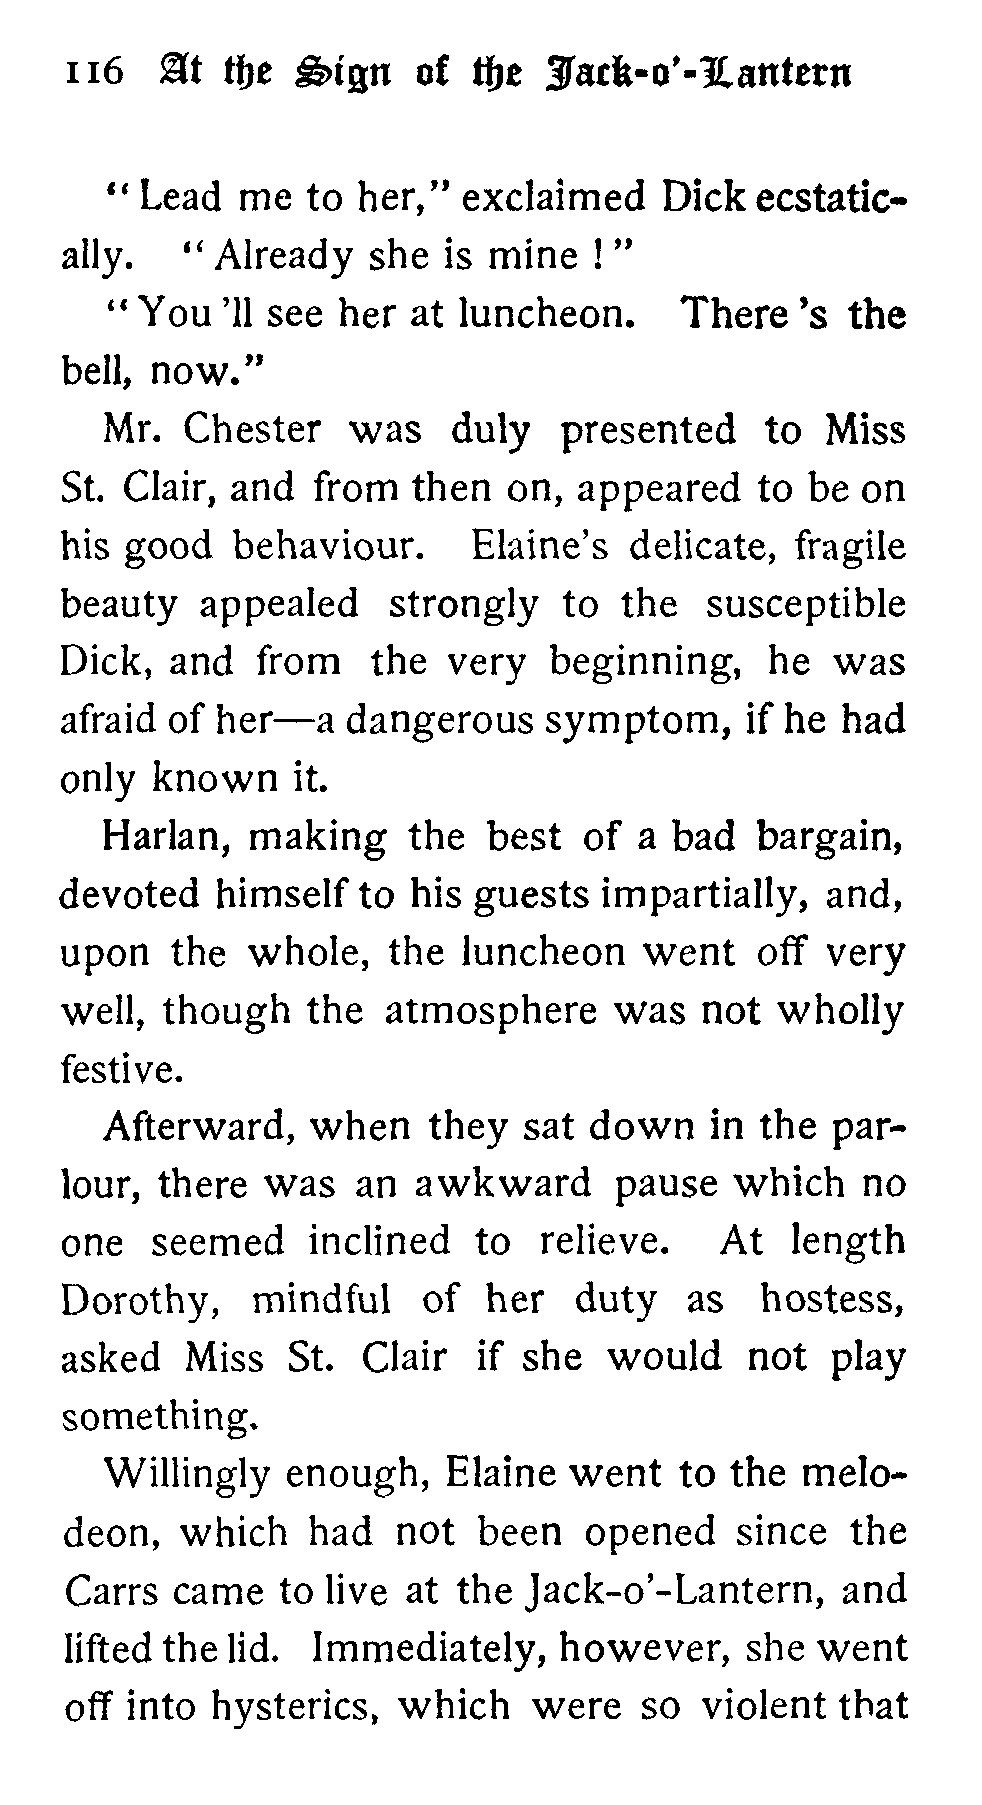 116 At the Sign of the Jack-o'-Lantern
"Lead me to her," exclaimed Dick ecstatic-
ally. "Already she is mine!"
"You'll see her at luncheon. There's the
bell, now."
Mr. Chester was duly presented to Miss
St. Clair, and from then on, appeared to be on
his good behaviour. Elaine's delicate, fragile
beauty appealed strongly to the susceptible
Dick, and from the very beginning, he was
afraid of her—a dangerous symptom, if he had
only known it.
Harlan, making the best of a bad bargain,
devoted himself to his guests impartially, and,
upon the whole, the luncheon went off very
well, though the atmosphere was not wholly
festive.
Afterward, when they sat down in the par-
lour, there was an awkward pause which no
one seemed inclined to relieve. At length
Dorothy, mindful of her duty as hostess,
asked Miss St. Clair if she would not play
something.
Willingly enough, Elaine went to the melo-
deon, which had not been opened since the
Carrs came to live at the Jack-o'-Lantern, and
lifted the lid. Immediately, however, she went
off into hysterics, which were so violent that